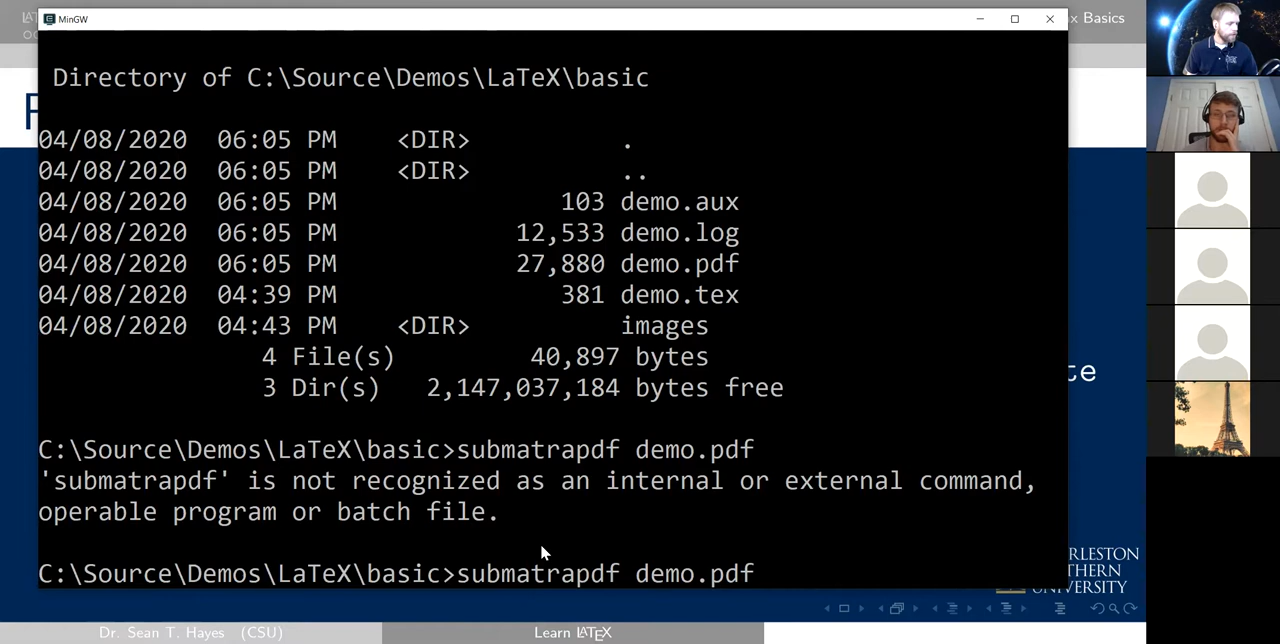 MinGW
x Basics
Directory of C:\Source\Demos\LaTeX\basic
04/08/2020 06:05 PM <DIR> .
04/08/2020 06:05 PM <DIR> ..
04/08/2020 06:05 PM 103 demo.aux
04/08/2020 06:05 PM 12,533 demo.log
04/08/2020 06:05 PM 27,880 demo.pdf
04/08/2020 04:39 PM 381 demo.tex
04/08/2020 04:43 PM <DIR> images
4 File(s) 40,897 bytes
3 Dir(s) 2,147,037,184 bytes free
te
C:\Source\Demos\LaTeX\basic>submatrapdf demo.pdf
'submatrapdf' is not recognized as an internal or external command,
operable program or batch file.
C:\Source\Demos\LaTeX\basic>submatrapdf demo.pdf
RLESTON
THERN
UNIVERSITY
Dr. Sean T. Hayes (CSU)
Learn LATEX